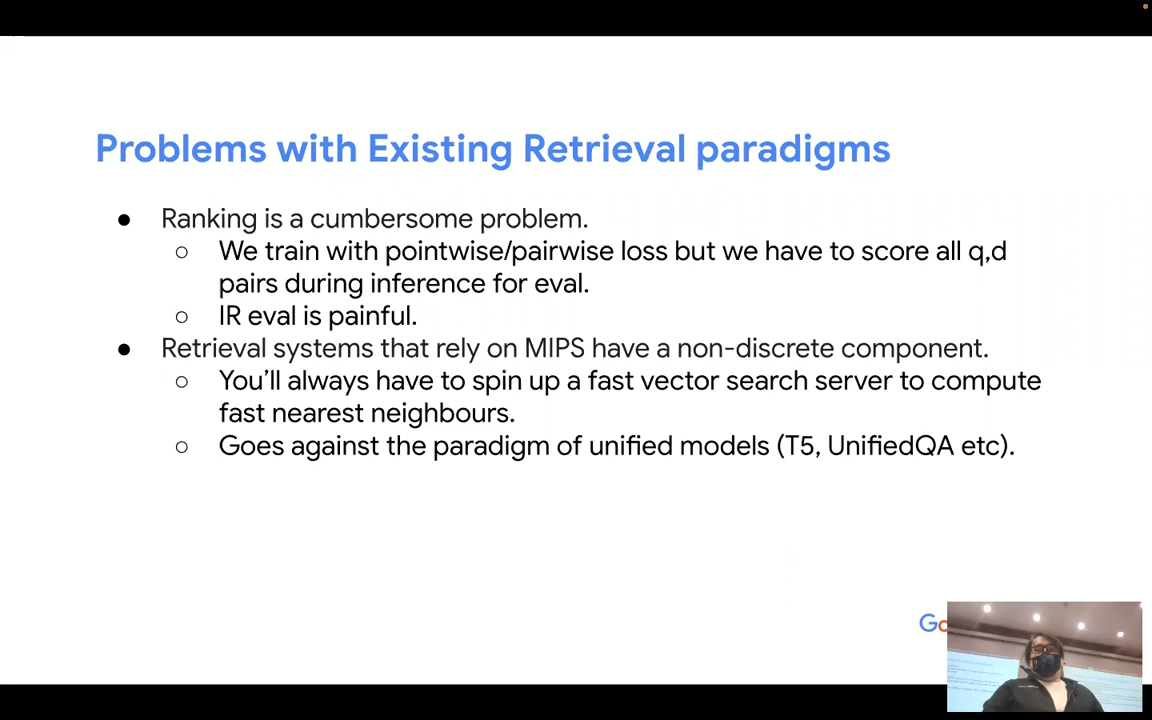 Problems with Existing Retrieval paradigms
● Ranking is a cumbersome problem.
○ We train with pointwise/pairwise loss but we have to score all q,d
pairs during inference for eval.
○ IR eval is painful.
● Retrieval systems that rely on MIPS have a non-discrete component.
○ You’ll always have to spin up a fast vector search server to compute
fast nearest neighbours.
○ Goes against the paradigm of unified models (T5, UnifiedQA etc).
Go